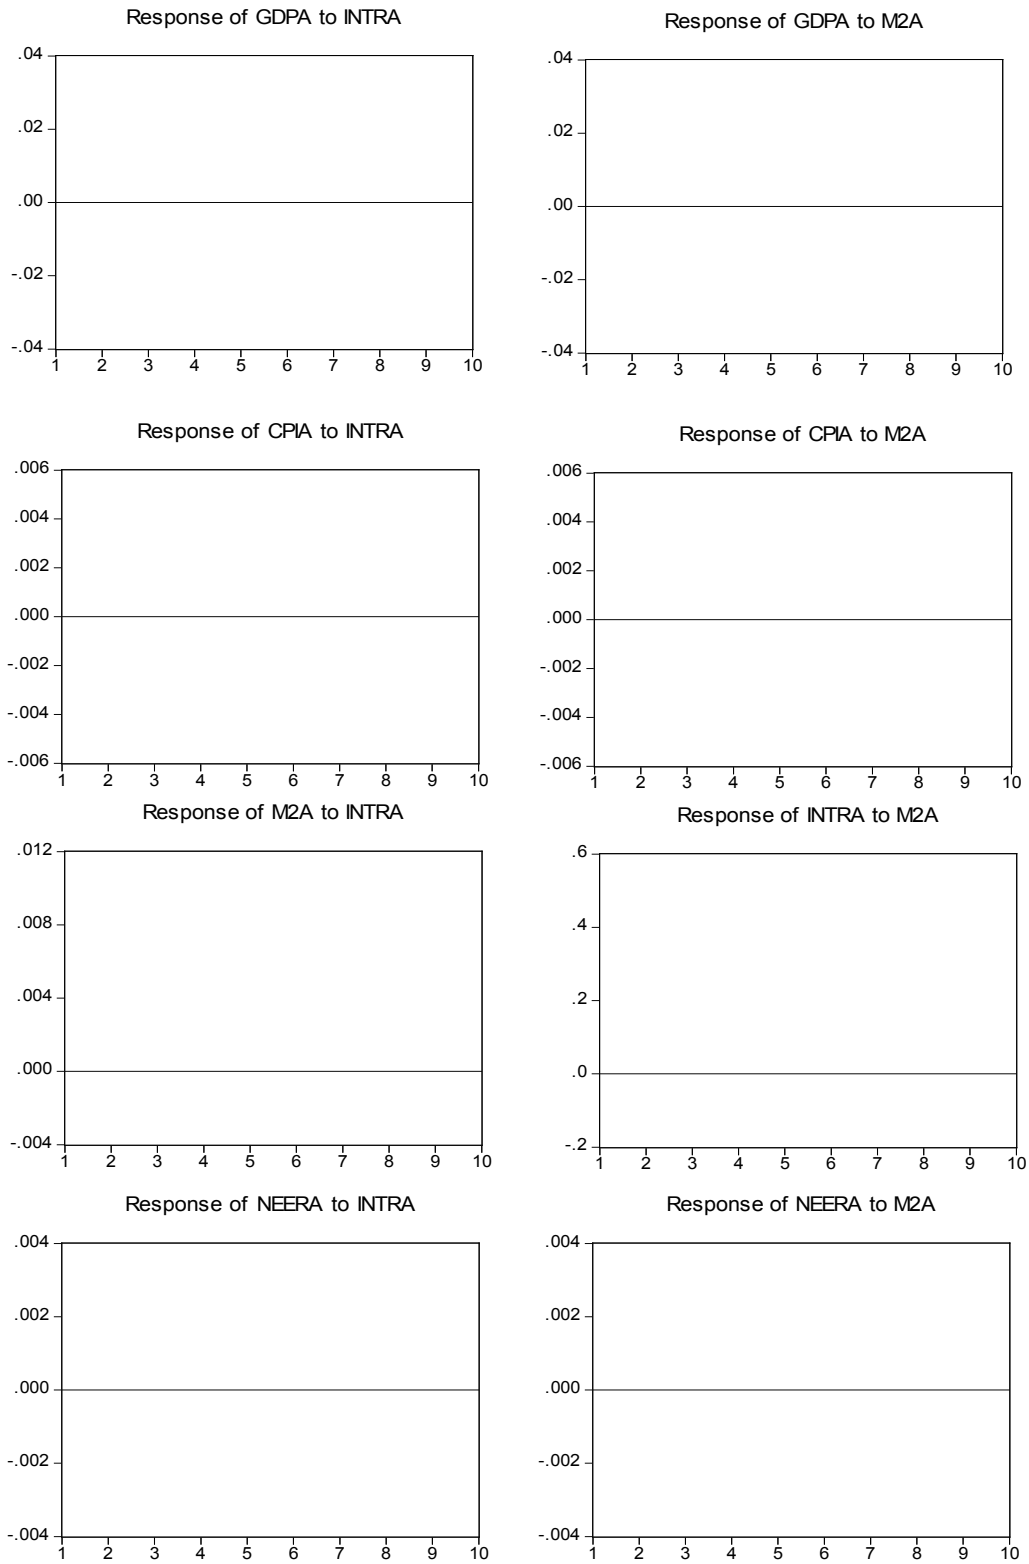 Response of GDPA to INTRA
.04
.02
.00
-.02
-.04
1 2 3 4 5 6 7 8 9 10
Response of GDPA to M2A
.04
.02
.00
-.02
-.04
1 2 3 4 5 6 7 8 9 10
Response of CPIA to INTRA
.006
.004
.002
.000
-.002
-.004
-.006
1 2 3 4 5 6 7 8 9 10
Response of CPIA to M2A
.006
.004
.002
.000
-.002
-.004
-.006
1 2 3 4 5 6 7 8 9 10
Response of M2A to INTRA
.012
.008
.004
.000
-.004
1 2 3 4 5 6 7 8 9 10
Response of INTRA to M2A
.6
.4
.2
.0
-.2
1 2 3 4 5 6 7 8 9 10
Response of NEERA to INTRA
.004
.002
.000
-.002
-.004
1 2 3 4 5 6 7 8 9 10
Response of NEERA to M2A
.004
.002
.000
-.002
-.004
1 2 3 4 5 6 7 8 9 10